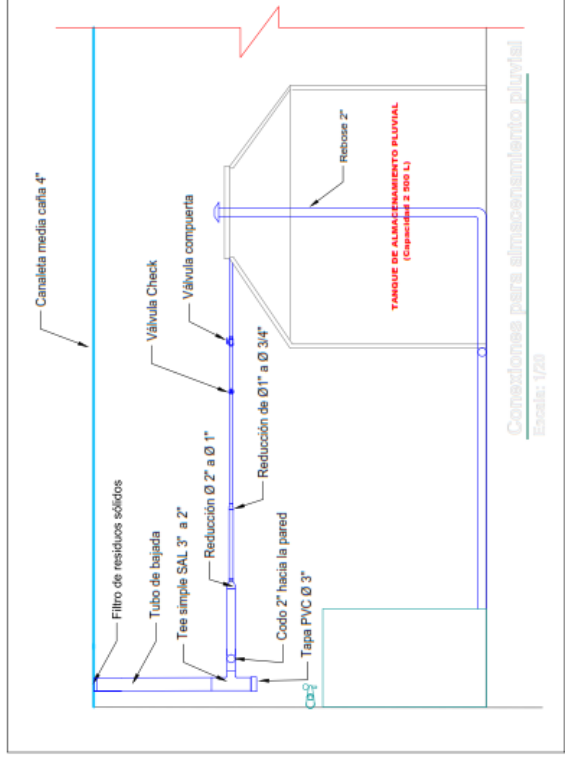 Canaleta media caña 4"
Filtro de residuos sólidos
Tubo de bajada
Tee simple SAL 3" a 2"
Reducción Ø 2" a Ø 1"
Válvula Check
Válvula compuerta
Reducción de Ø1" a Ø 3/4"
Codo 2" hacia la pared
Tapa PVC Ø 3"
Rebose 2"
TANQUE DE ALMACENAMIENTO PLUVIAL
(Capacidad 2 500 L)
Conexiones para almacenamiento pluvial
Escala: 1/20